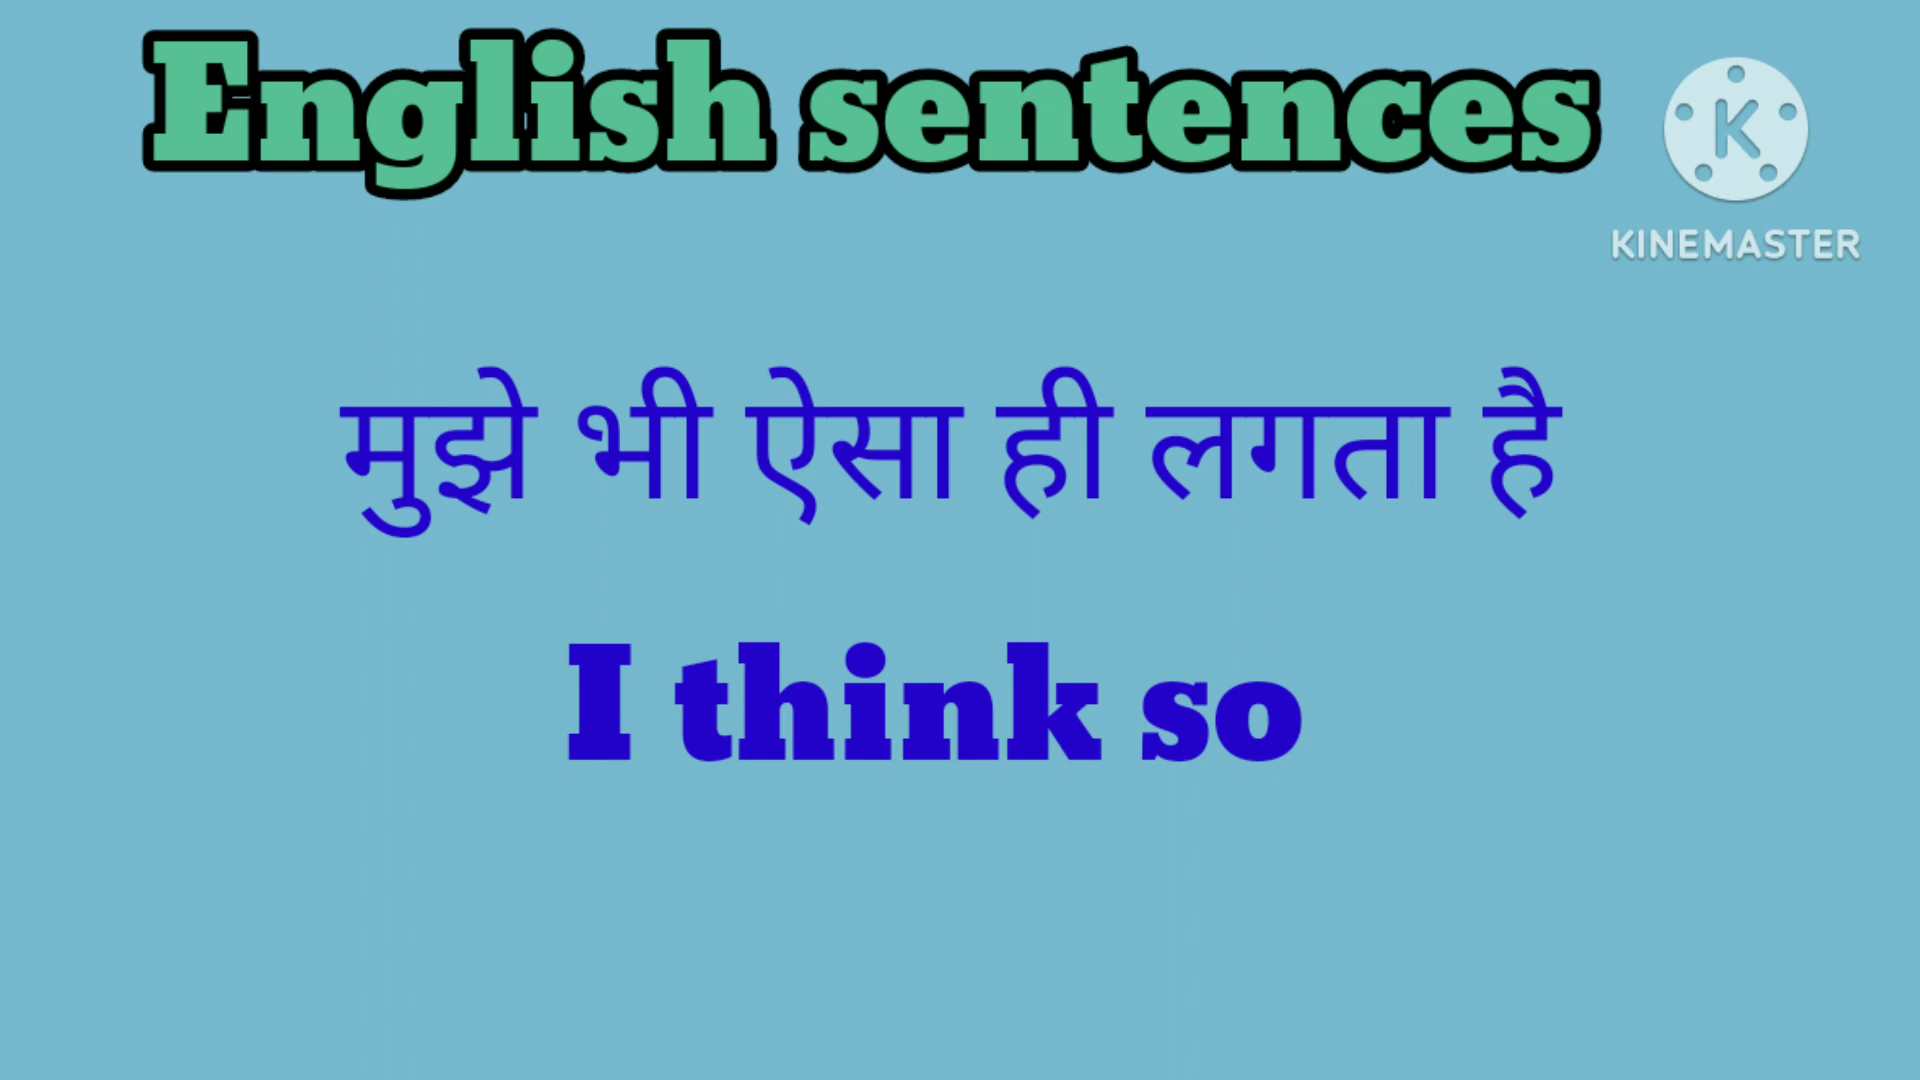 English sentences
K
KINEMASTER
मुझे भी ऐसा ही लगता है
I think so